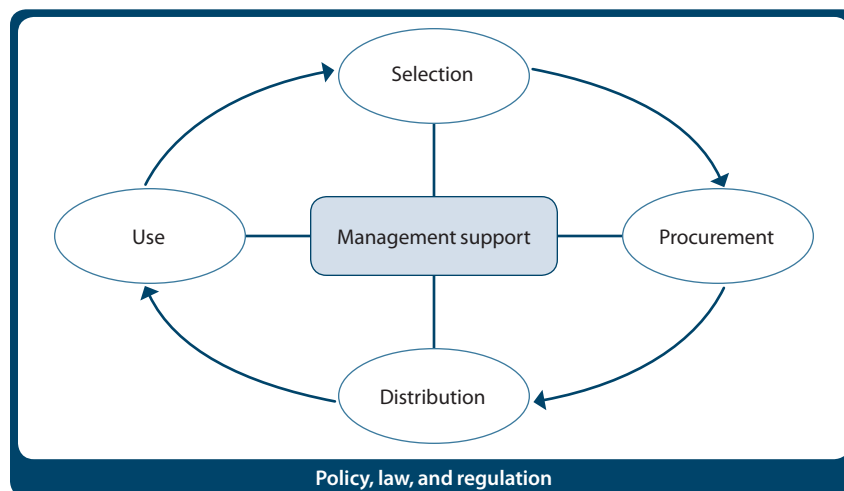 Selection
Use
Management support
Procurement
Distribution
Policy, law, and regulation